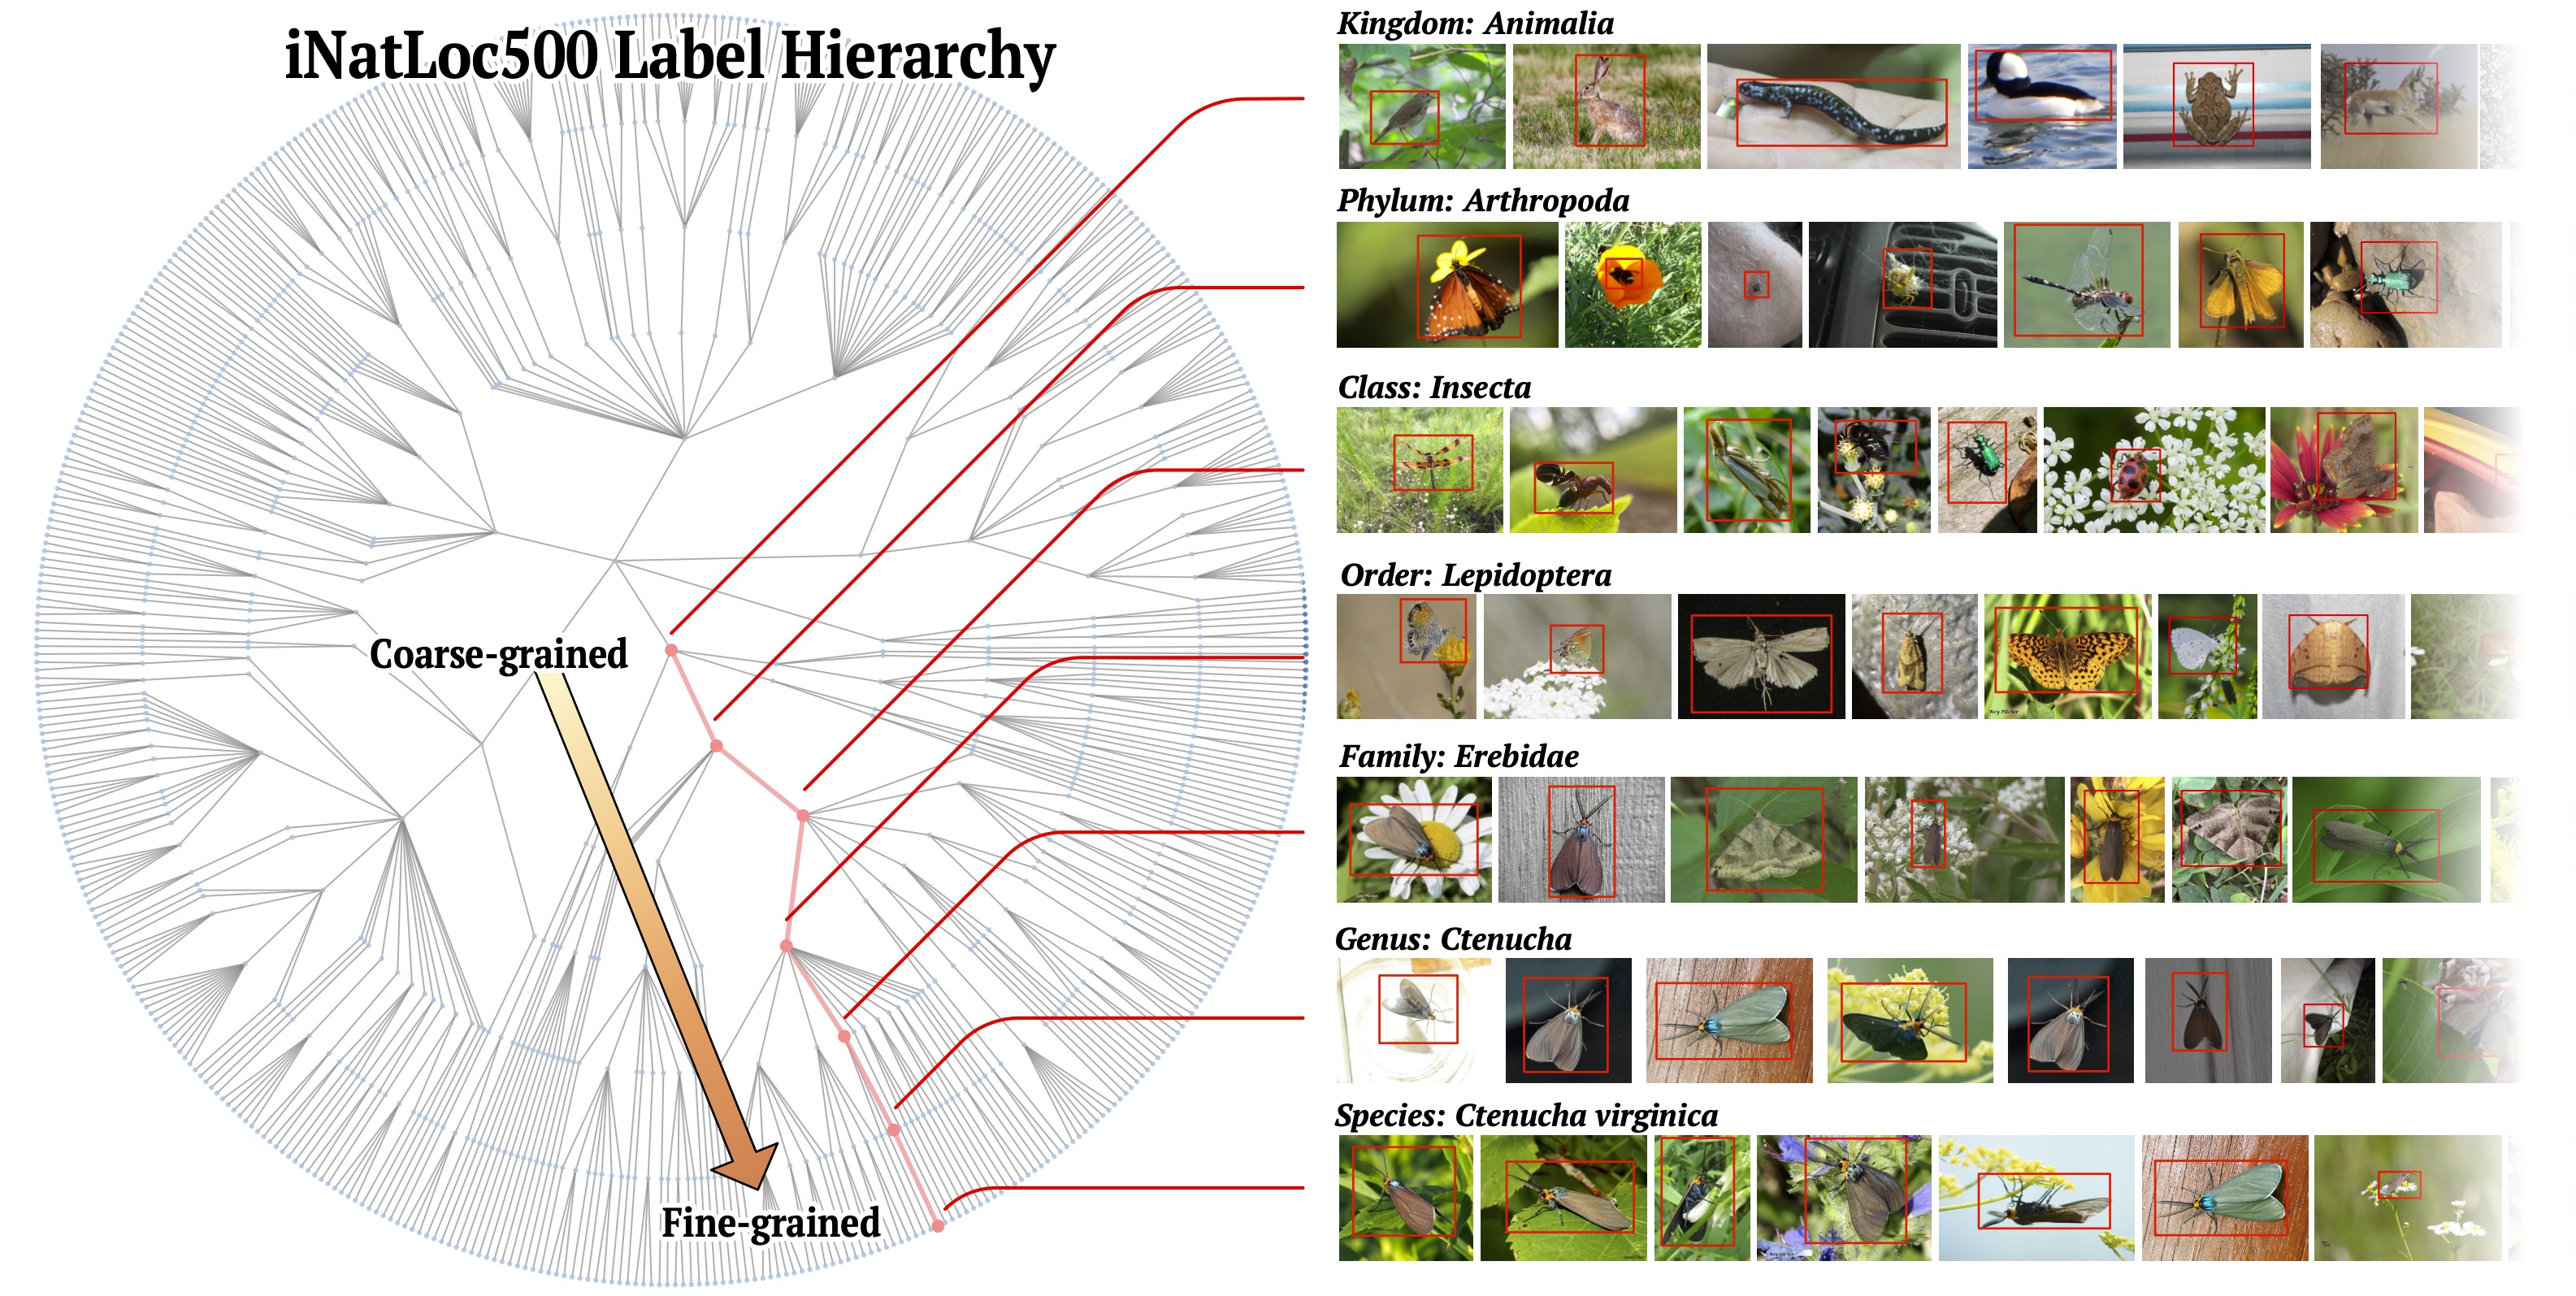 iNatLoc500 Label Hierarchy
Coarse-grained
Fine-grained
Kingdom: Animalia
Phylum: Arthropoda
Class: Insecta
Order: Lepidoptera
Family: Erebidae
Genus: Ctenucha
Species: Ctenucha virginica